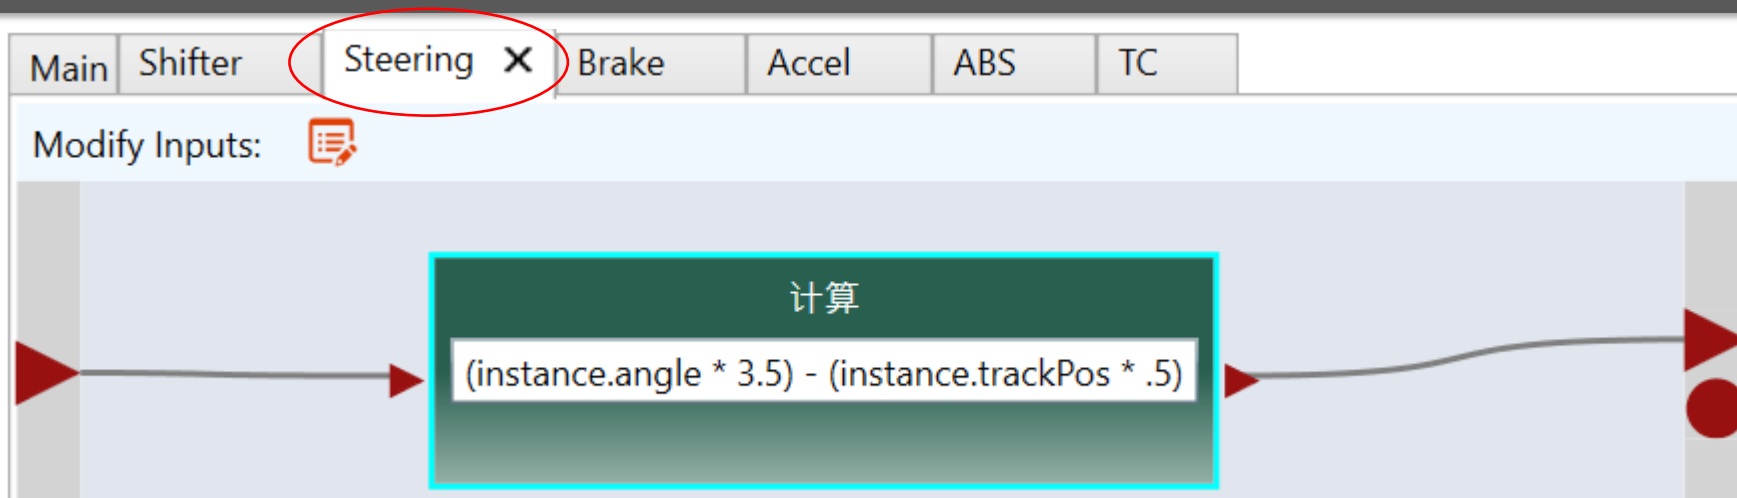 Main Shifter Steering Brake Accel ABS TC
Modify Inputs:
计算
(instance.angle * 3.5) - (instance.trackPos * .5)